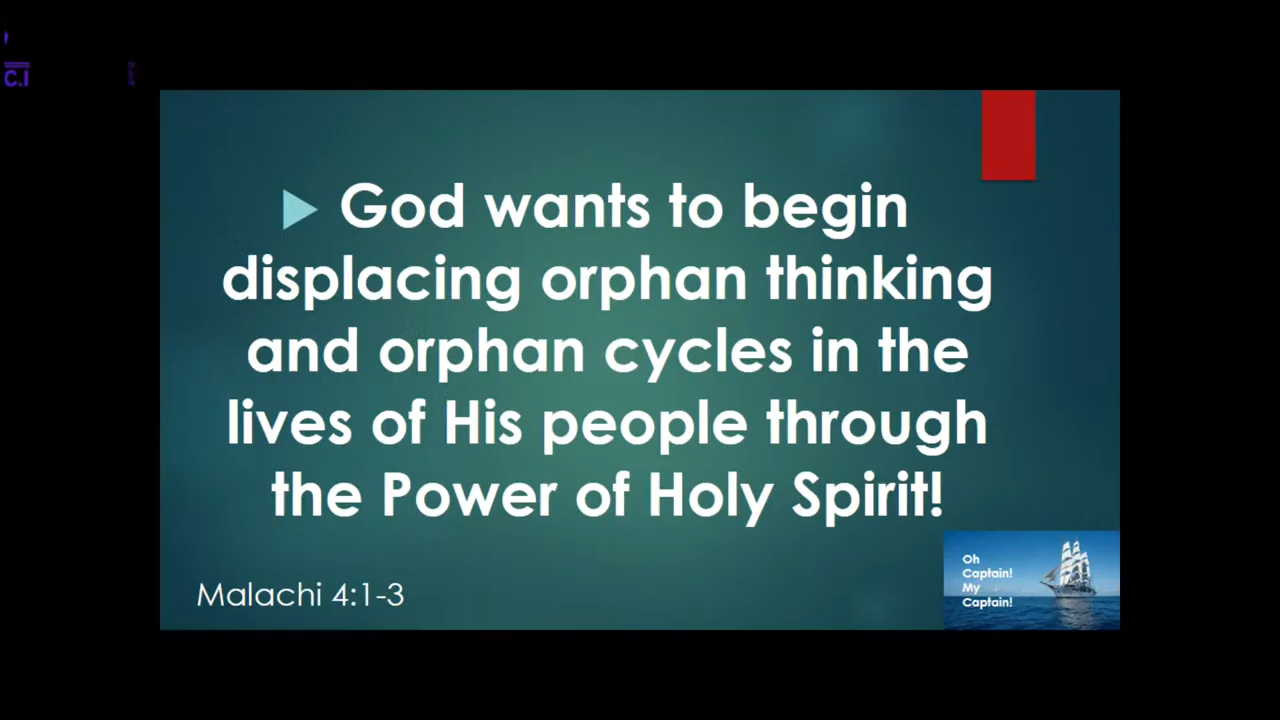 C.I
God wants to begin
displacing orphan thinking
and orphan cycles in the
lives of His people through
the Power of Holy Spirit!
Malachi 4:1-3
Oh
Captain!
My
Captain!